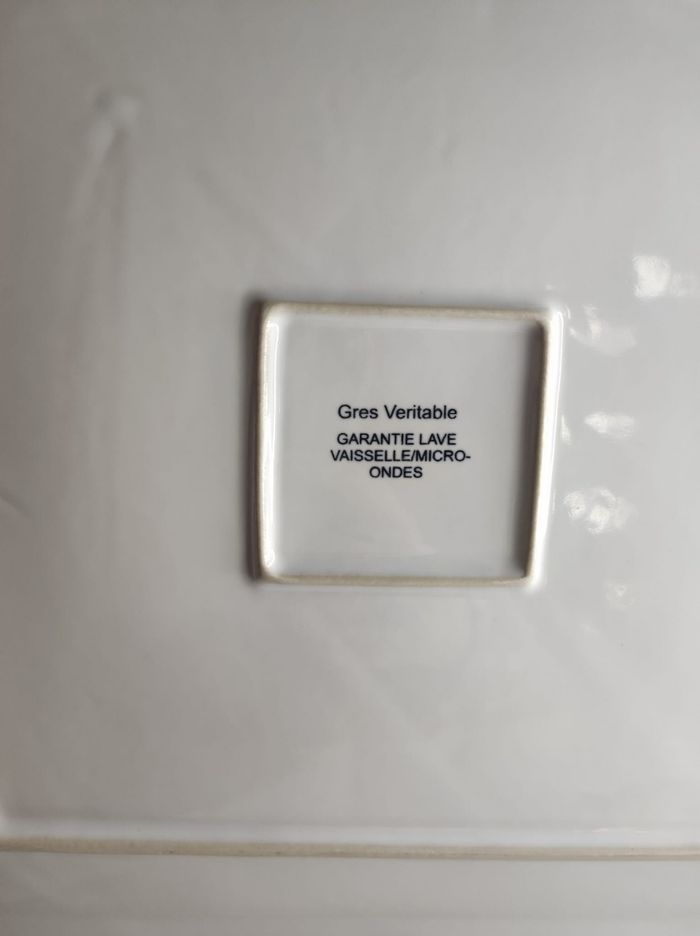 Gres Veritable
GARANTIE LAVE
VAISSELLE/MICRO-
ONDES